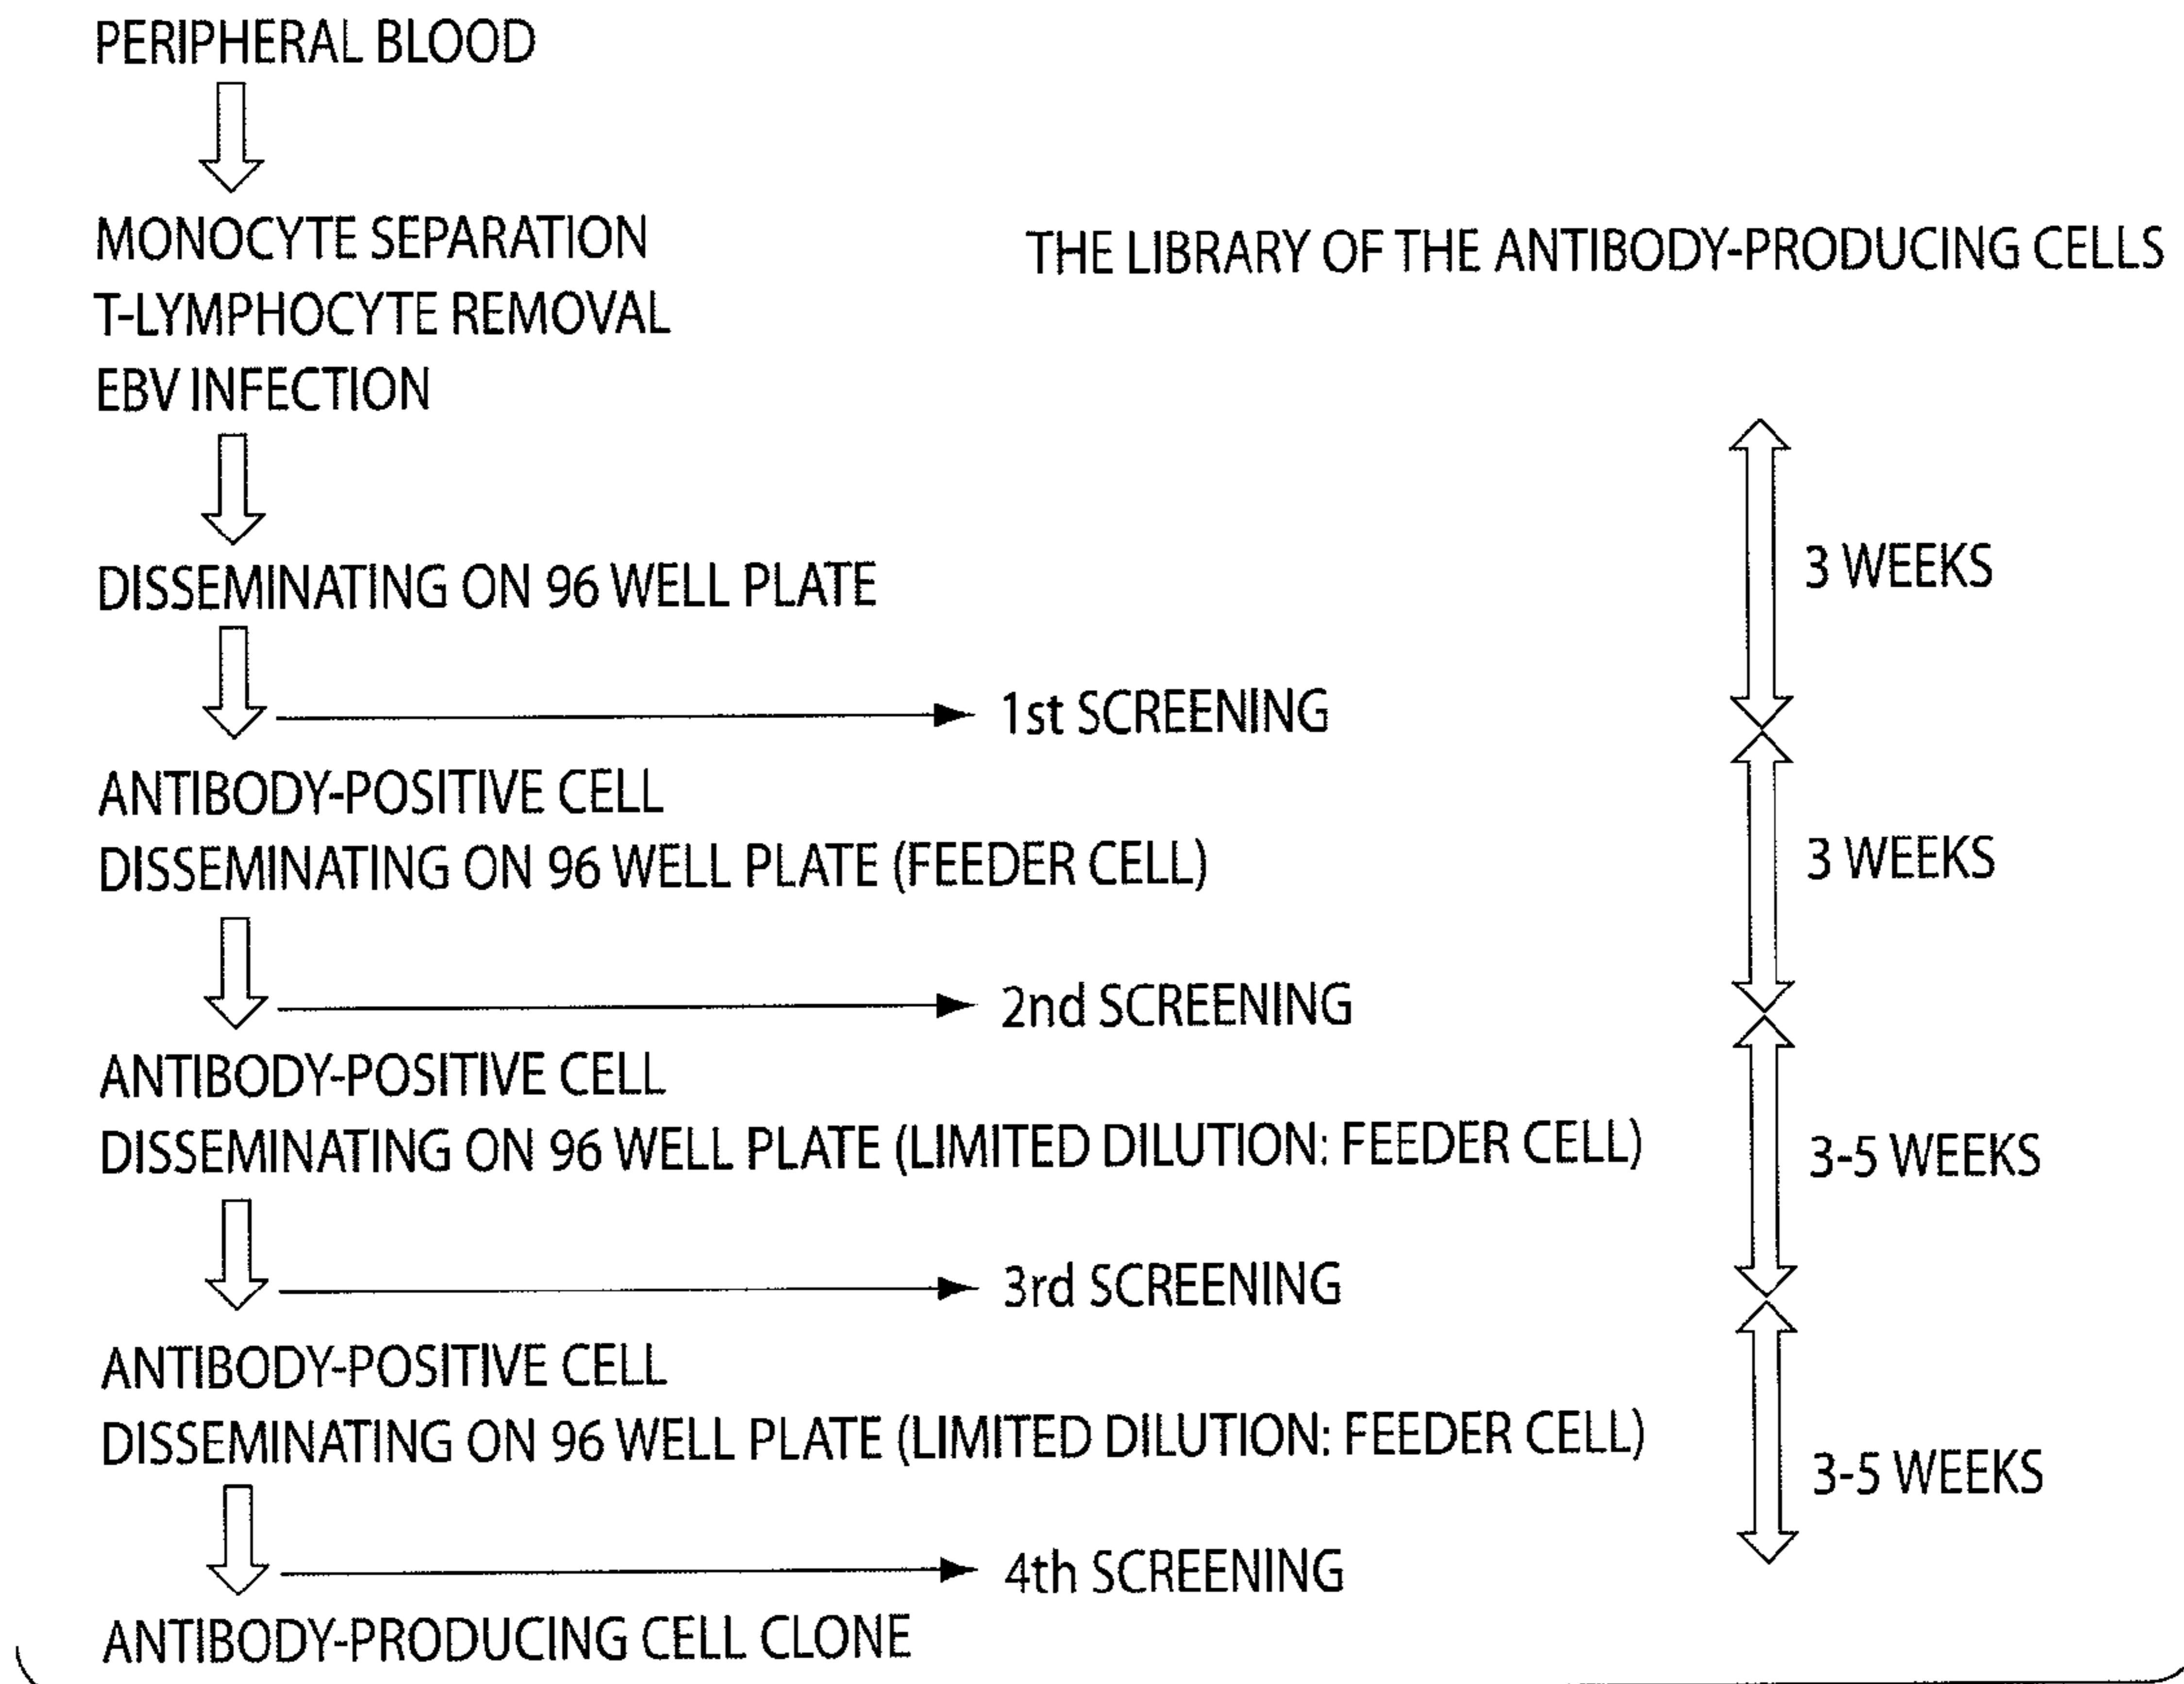 PERIPHERAL BLOOD
MONOCYTE SEPARATION
T-LYMPHOCYTE REMOVAL
EBV INFECTION
THE LIBRARY OF THE ANTIBODY-PRODUCING CELLS
DISSEMINATING ON 96 WELL PLATE
3 WEEKS
1st SCREENING
ANTIBODY-POSITIVE CELL
DISSEMINATING ON 96 WELL PLATE (FEEDER CELL)
3 WEEKS
2nd SCREENING
ANTIBODY-POSITIVE CELL
DISSEMINATING ON 96 WELL PLATE (LIMITED DILUTION: FEEDER CELL)
3-5 WEEKS
3rd SCREENING
ANTIBODY-POSITIVE CELL
DISSEMINATING ON 96 WELL PLATE (LIMITED DILUTION: FEEDER CELL)
3-5 WEEKS
4th SCREENING
ANTIBODY-PRODUCING CELL CLONE